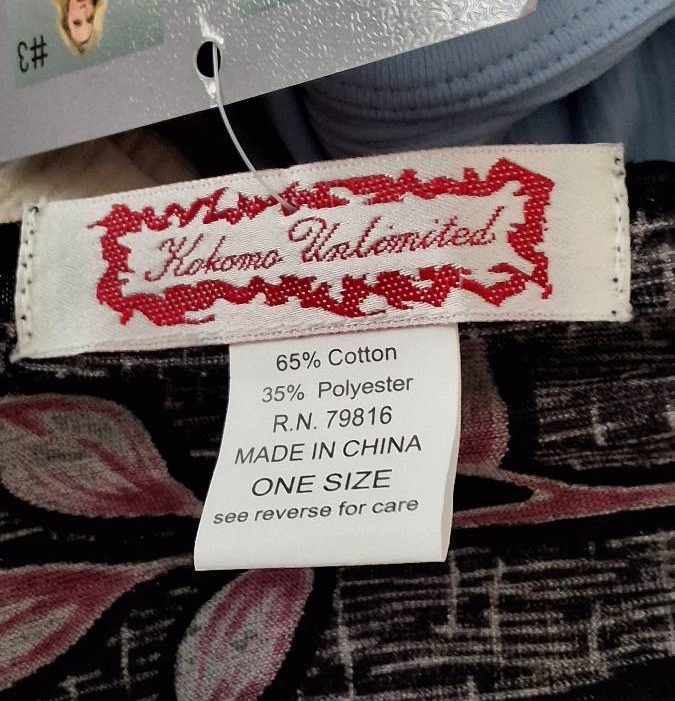 #3
Kokomo Unlimited
65% Cotton
35% Polyester
R.N. 79816
MADE IN CHINA
ONE SIZE
see reverse for care